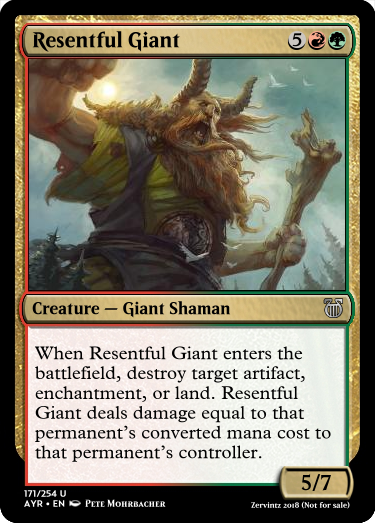 Resentful Giant 5
Creature — Giant Shaman
When Resentful Giant enters the
battlefield, destroy target artifact,
enchantment, or land. Resentful
Giant deals damage equal to that
permanent's converted mana cost to
that permanent's controller.
5/7
171/254 U
AYR • EN Pete Mohrbacher
Zervintz 2018 (Not for sale)